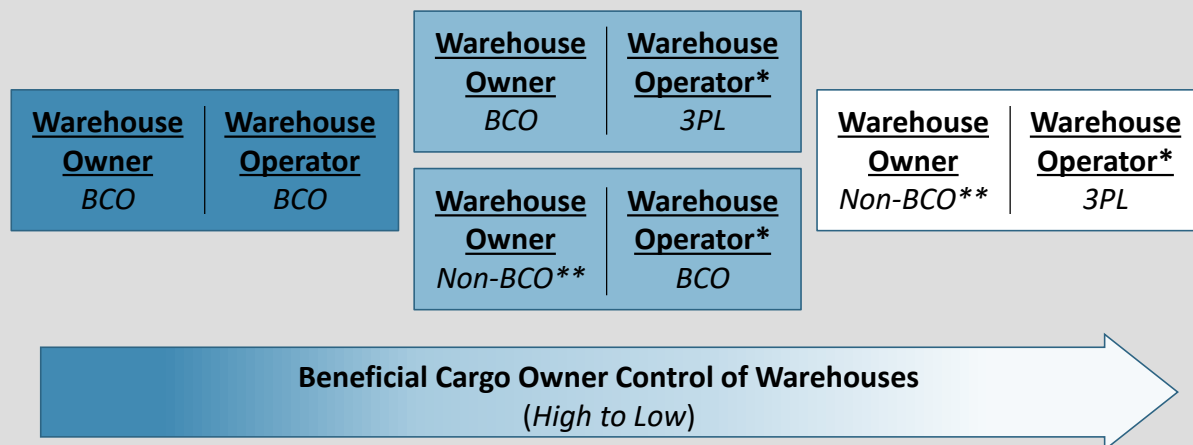 Warehouse
Owner
BCO
Warehouse
Operator
BCO
Warehouse
Owner
BCO
Warehouse
Operator*
3PL
Warehouse
Owner
Non-BCO**
Warehouse
Operator*
BCO
Warehouse
Owner
Non-BCO**
Warehouse
Operator*
3PL
Beneficial Cargo Owner Control of Warehouses
(High to Low)